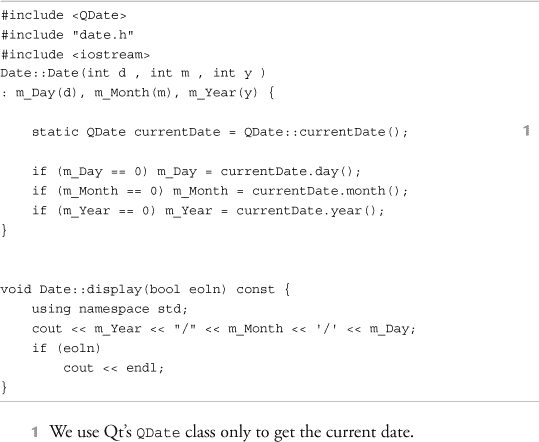 #include <QDate>
#include "date.h"
#include <iostream>
Date::Date(int d , int m , int y )
: m_Day(d), m_Month(m), m_Year(y) {
static QDate currentDate = QDate::currentDate(); 1
if (m_Day == 0) m_Day = currentDate.day();
if (m_Month == 0) m_Month = currentDate.month();
if (m_Year == 0) m_Year = currentDate.year();
}
void Date::display(bool eoln) const {
using namespace std;
cout << m_Year << "/" << m_Month << '/' << m_Day;
if (eoln)
cout << endl;
}
1 We use Qt's QDate class only to get the current date.